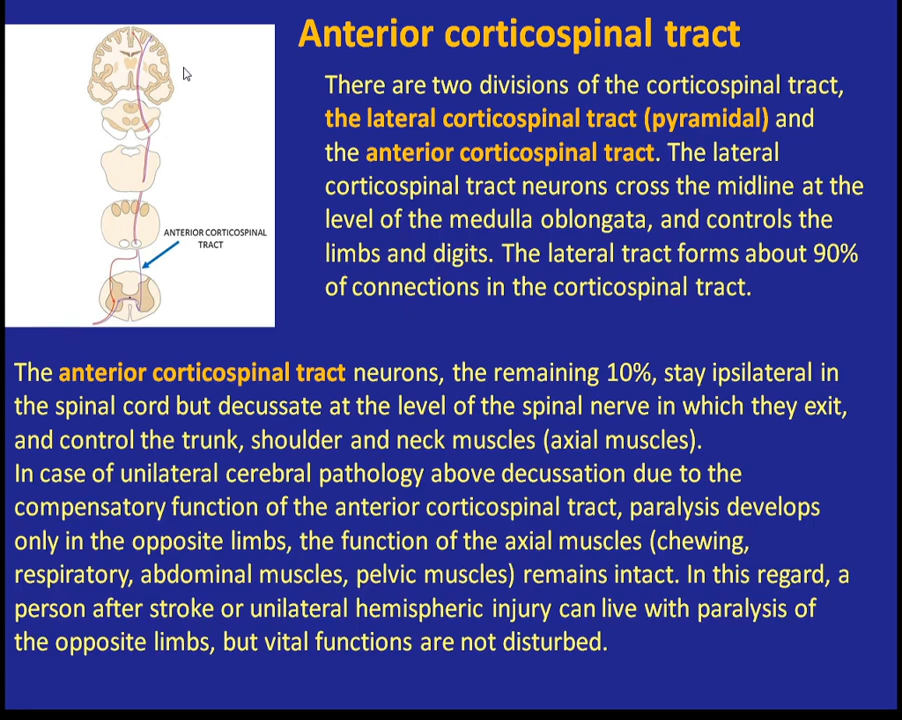 Anterior corticospinal tract
There are two divisions of the corticospinal tract,
the lateral corticospinal tract (pyramidal) and
the anterior corticospinal tract. The lateral
corticospinal tract neurons cross the midline at the
level of the medulla oblongata, and controls the
limbs and digits. The lateral tract forms about 90%
of connections in the corticospinal tract.
ANTERIOR CORTICOSPINAL
TRACT
The anterior corticospinal tract neurons, the remaining 10%, stay ipsilateral in
the spinal cord but decussate at the level of the spinal nerve in which they exit,
and control the trunk, shoulder and neck muscles (axial muscles).
In case of unilateral cerebral pathology above decussation due to the
compensatory function of the anterior corticospinal tract, paralysis develops
only in the opposite limbs, the function of the axial muscles (chewing,
respiratory, abdominal muscles, pelvic muscles) remains intact. In this regard, a
person after stroke or unilateral hemispheric injury can live with paralysis of
the opposite limbs, but vital functions are not disturbed.